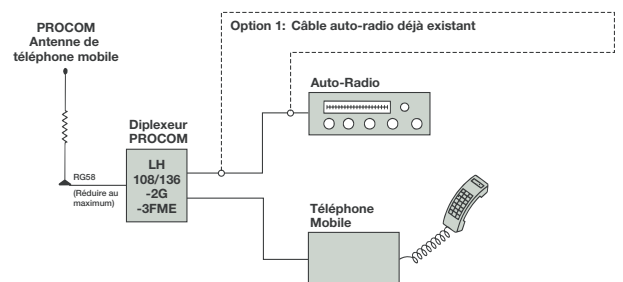 PROCOM
Antenne de
téléphone mobile
Option 1: Câble auto-radio déjà existant
Auto-Radio
Diplexeur
PROCOM
LH
108/136
-2G
-3FME
RG58
(Réduire au
maximum)
Téléphone
Mobile